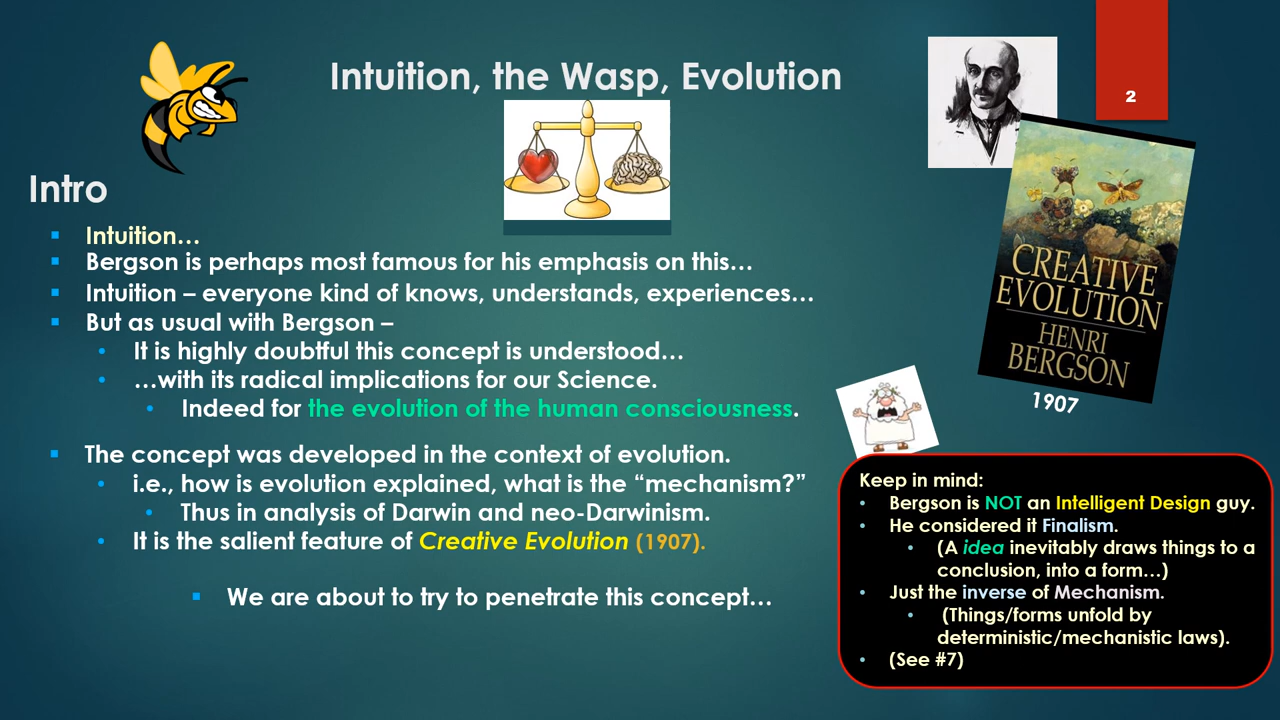 Intuition, the Wasp, Evolution
2
Intro
Intuition…
Bergson is perhaps most famous for his emphasis on this…
Intuition – everyone kind of knows, understands, experiences…
But as usual with Bergson –
It is highly doubtful this concept is understood…
…with its radical implications for our Science.
Indeed for the evolution of the human consciousness.
The concept was developed in the context of evolution.
i.e., how is evolution explained, what is the “mechanism?”
Thus in analysis of Darwin and neo-Darwinism.
It is the salient feature of Creative Evolution (1907).
We are about to try to penetrate this concept…
CREATIVE
EVOLUTION
HENRI
BERGSON
1907
Keep in mind:
Bergson is NOT an Intelligent Design guy.
He considered it Finalism.
(A idea inevitably draws things to a
conclusion, into a form…)
Just the inverse of Mechanism.
(Things/forms unfold by
deterministic/mechanistic laws).
(See #7)